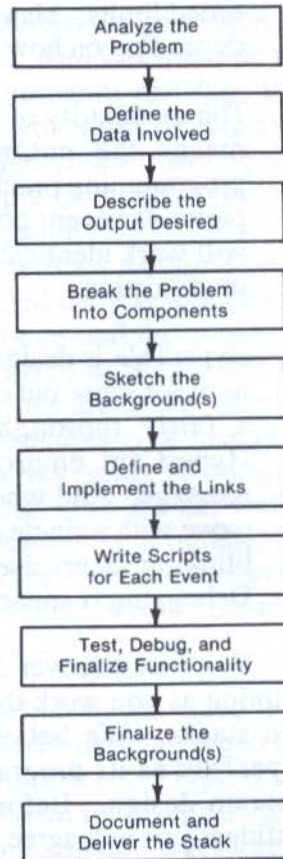 Analyze the
Problem
Define the
Data Involved
Describe the
Output Desired
Break the Problem
Into Components
Sketch the
Background(s)
Define and
Implement the Links
Write Scripts
for Each Event
Test, Debug, and
Finalize Functionality
Finalize the
Background(s)
Document and
Deliver the Stack